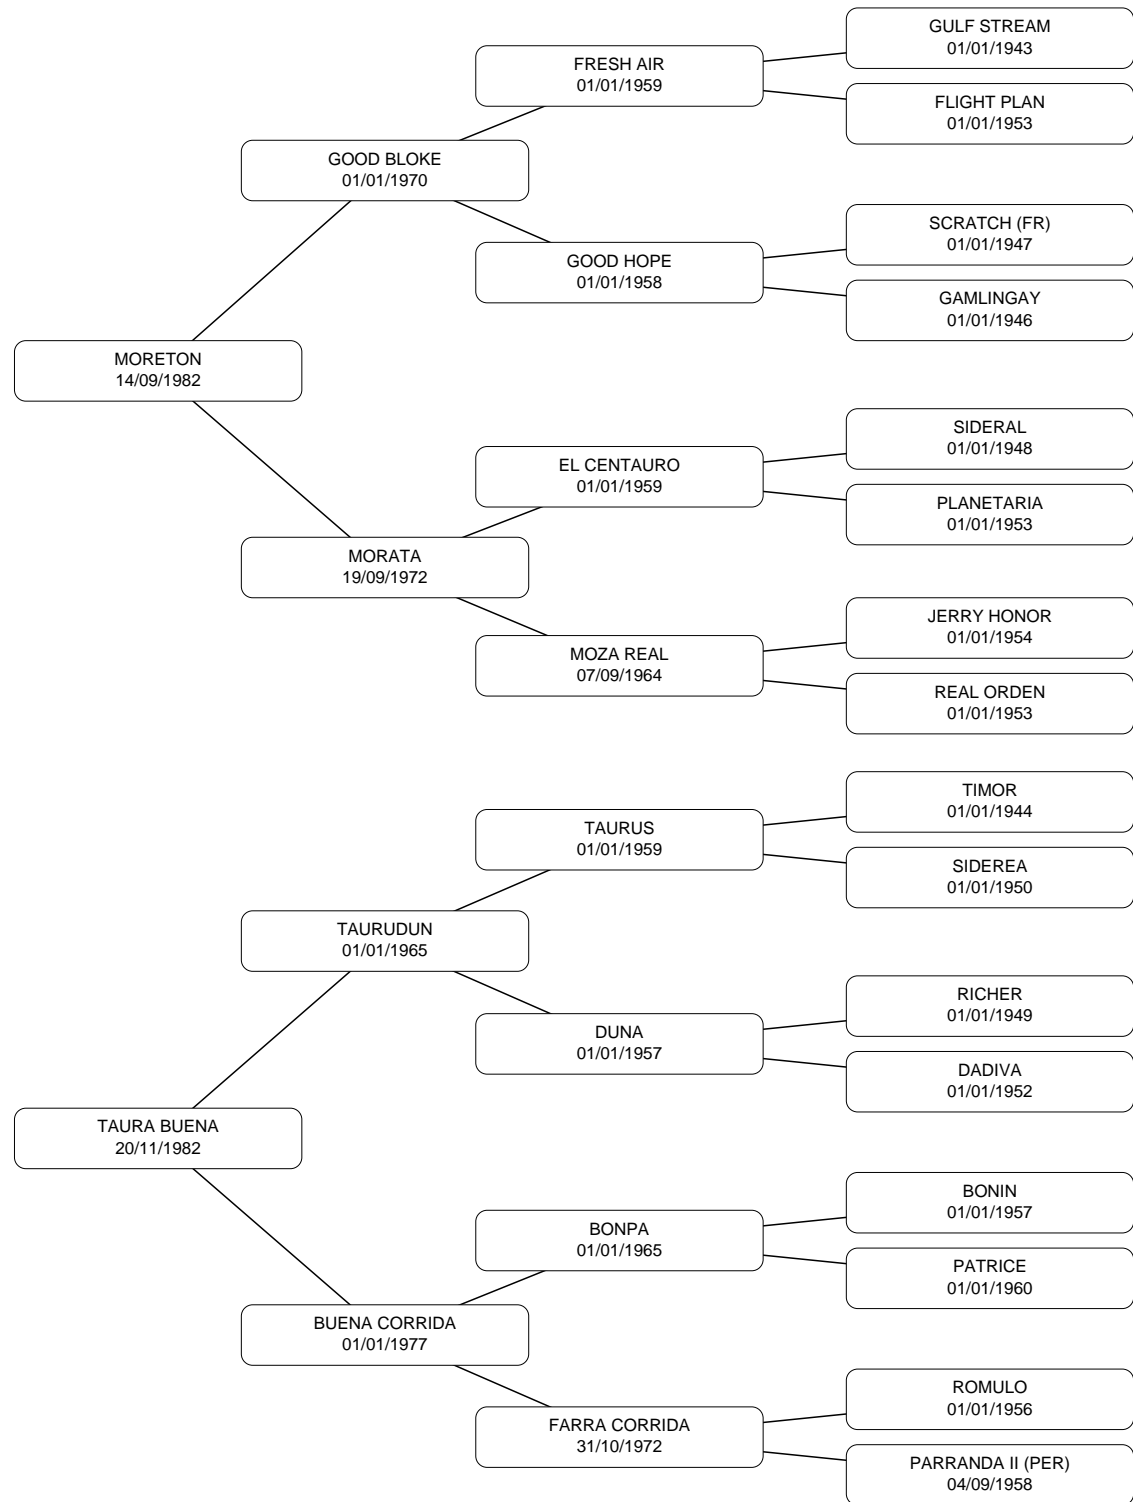 GULF STREAM
01/01/1943
FRESH AIR
01/01/1959
FLIGHT PLAN
01/01/1953
GOOD BLOKE
01/01/1970
SCRATCH (FR)
01/01/1947
GOOD HOPE
01/01/1958
GAMLINGAY
01/01/1946
MORETON
14/09/1982
SIDERAL
01/01/1948
EL CENTAURO
01/01/1959
PLANETARIA
01/01/1953
MORATA
19/09/1972
JERRY HONOR
01/01/1954
MOZA REAL
07/09/1964
REAL ORDEN
01/01/1953
TIMOR
01/01/1944
TAURUS
01/01/1959
SIDEREA
01/01/1950
TAURUDUN
01/01/1965
RICHER
01/01/1949
DUNA
01/01/1957
DADIVA
01/01/1952
TAURA BUENA
20/11/1982
BONIN
01/01/1957
BONPA
01/01/1965
PATRICE
01/01/1960
BUENA CORRIDA
01/01/1977
ROMULO
01/01/1956
FARRA CORRIDA
31/10/1972
PARRANDA II (PER)
04/09/1958